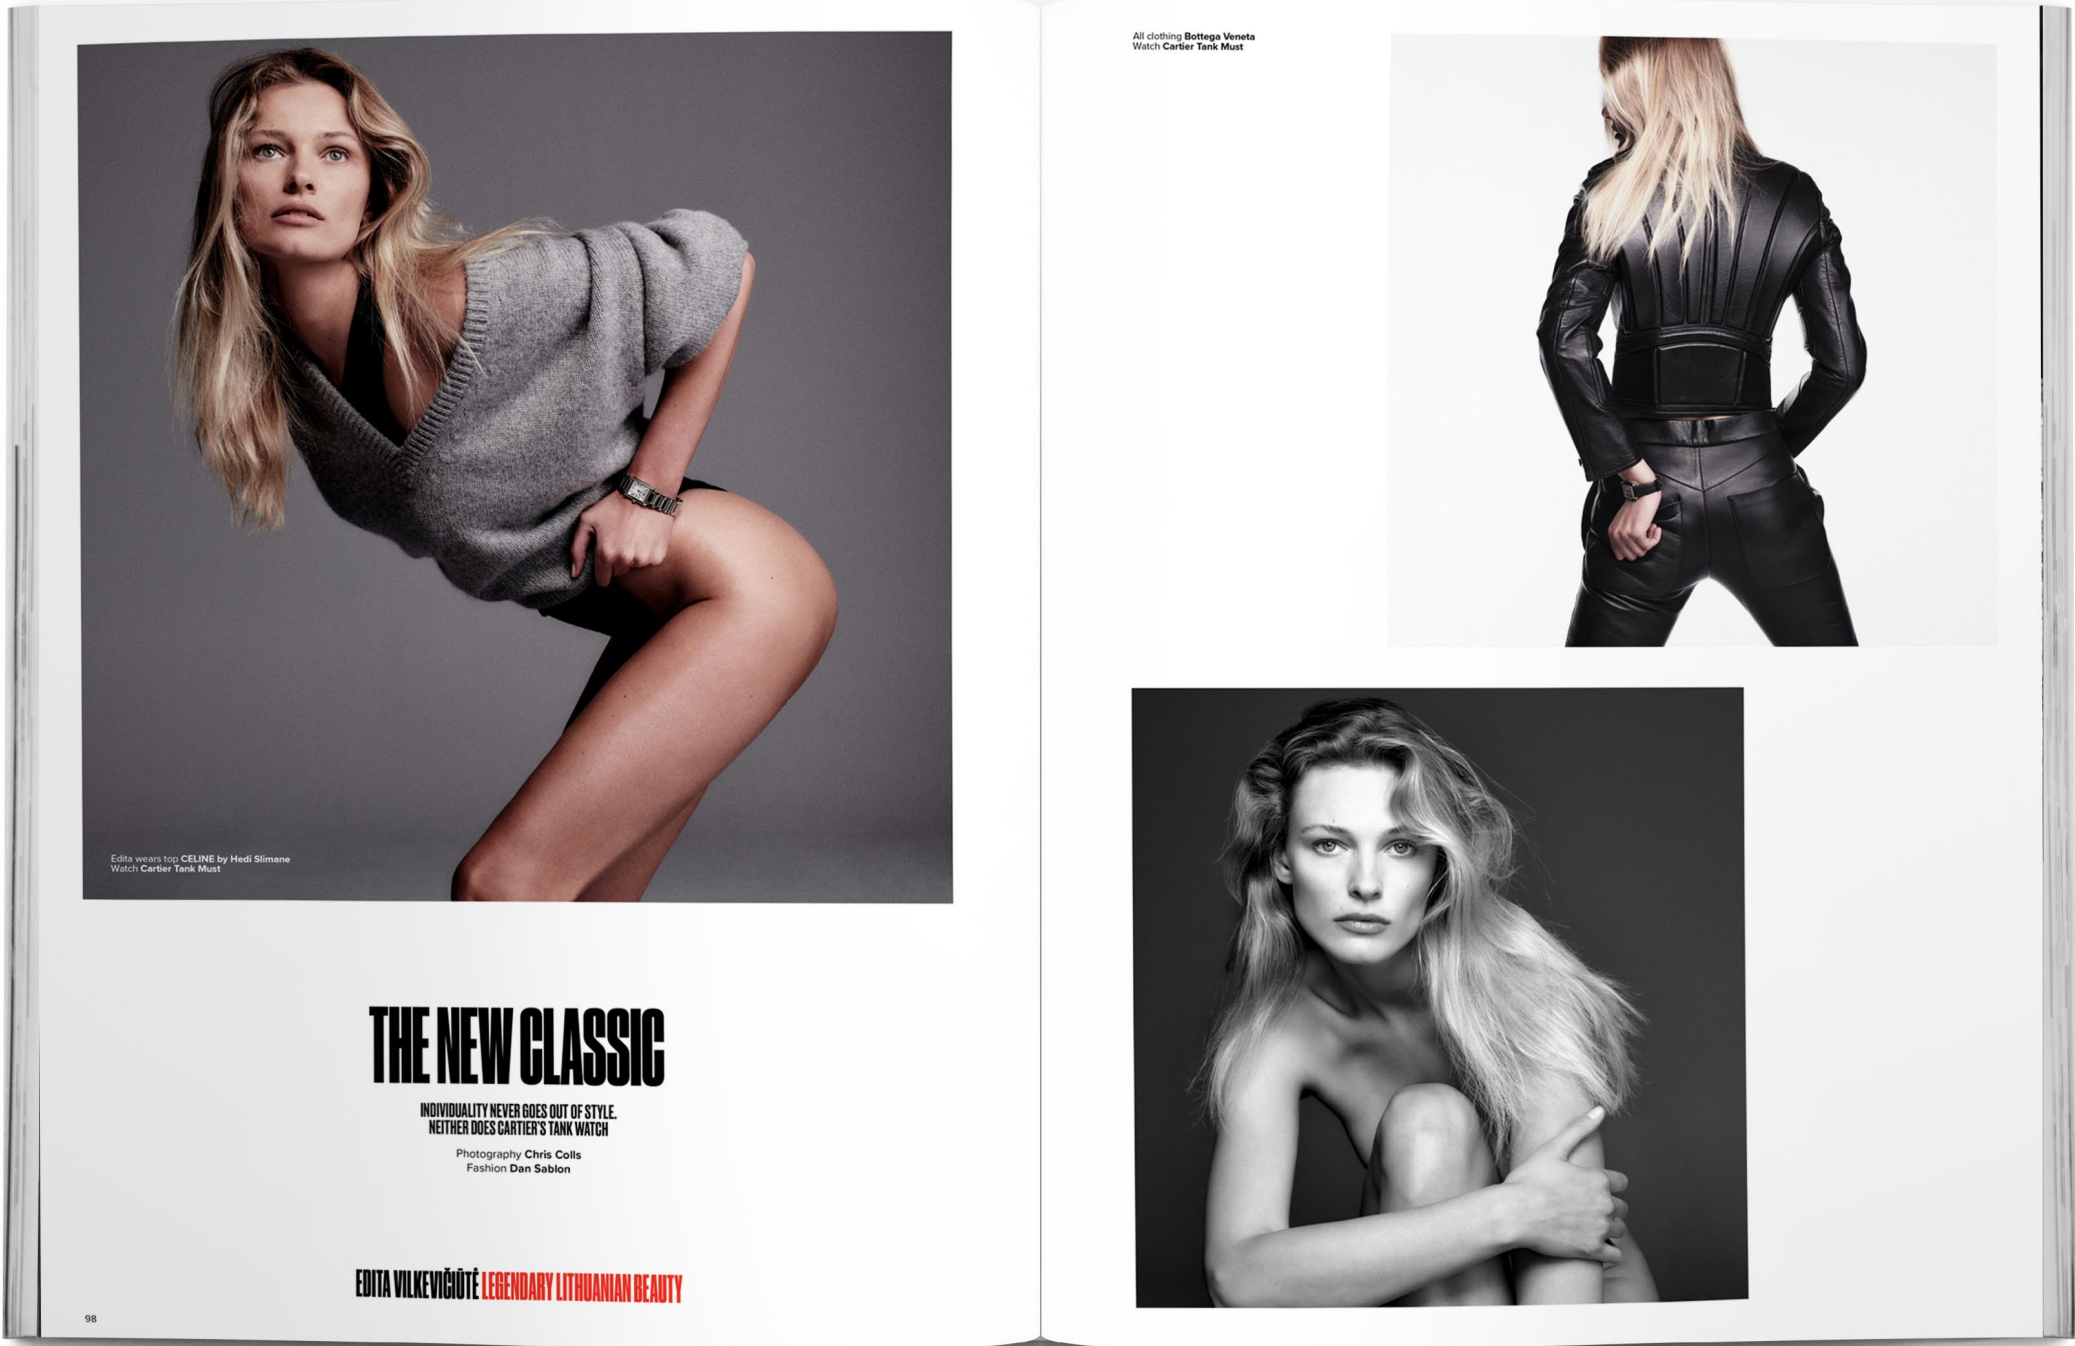 Edita wears top CELINE by Hedi Slimane
Watch Cartier Tank Must
THE NEW CLASSIC
INDIVIDUALITY NEVER GOES OUT OF STYLE.
NEITHER DOES CARTIER'S TANK WATCH
Photography Chris Colls
Fashion Dan Sablon
EDITA VILKEVIČIŪTĖ LEGENDARY LITHUANIAN BEAUTY
98
All clothing Bottega Veneta
Watch Cartier Tank Must